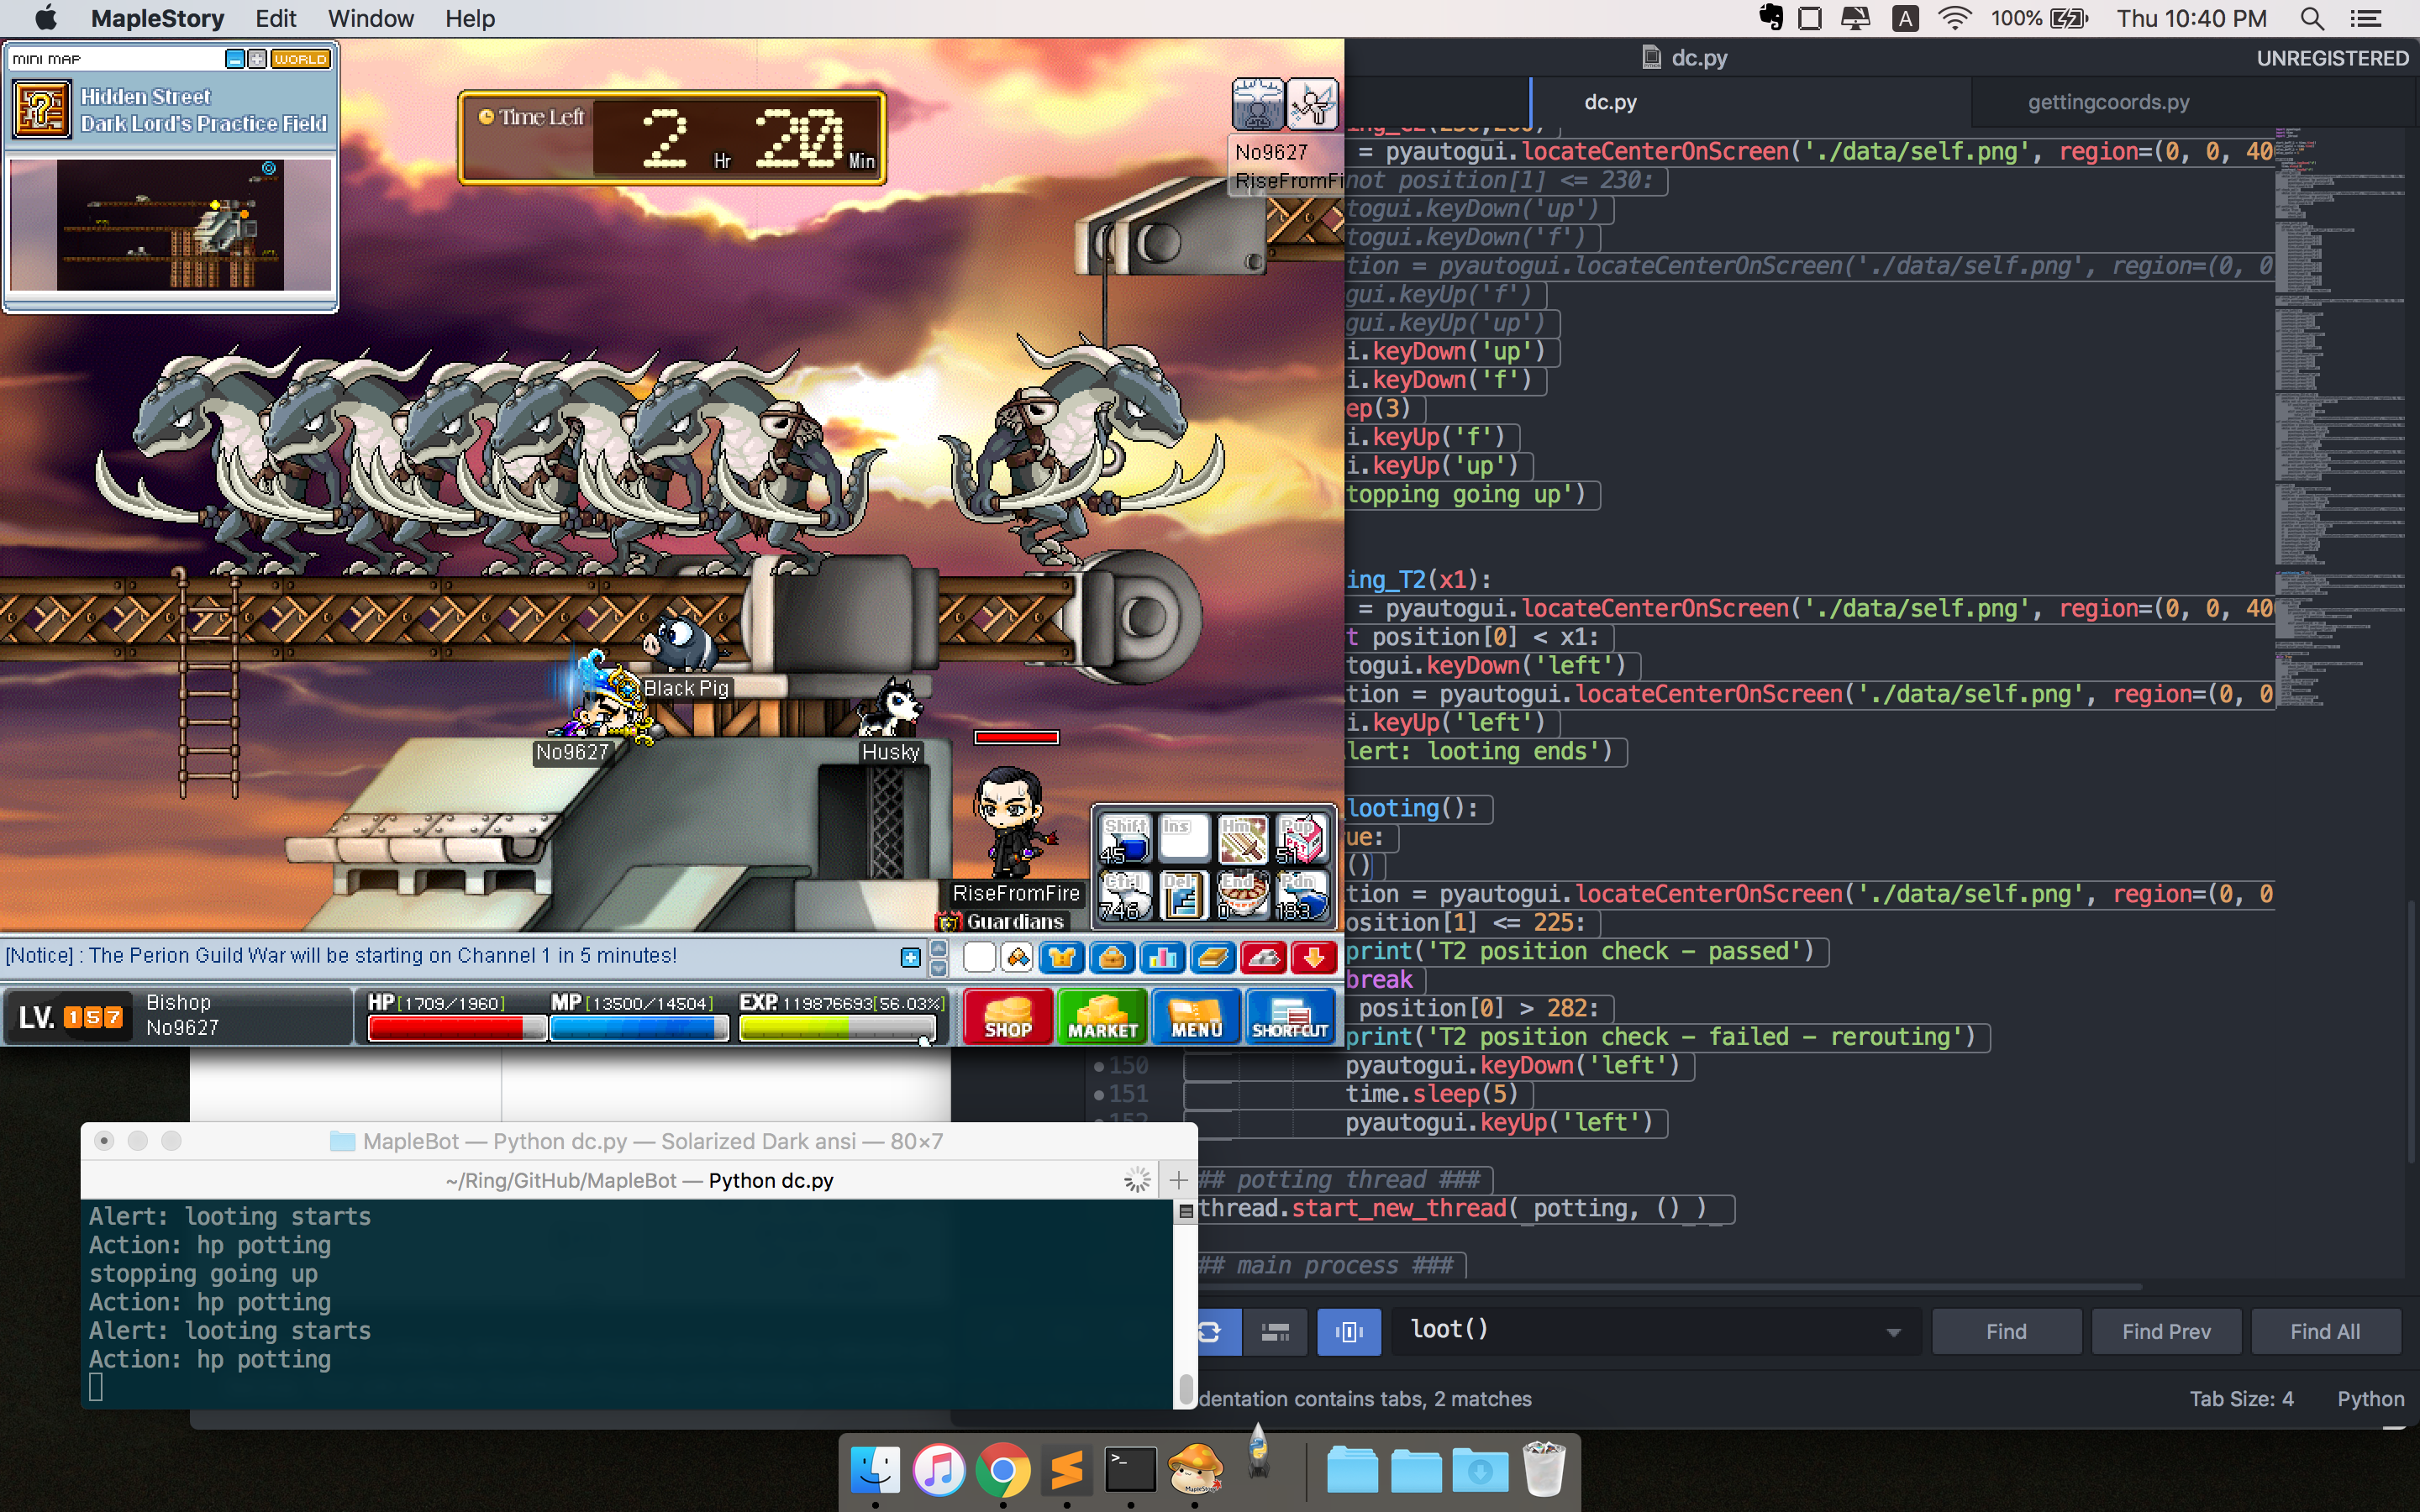 MapleStory Edit Window Help
A 100% Thu 10:40 PM
MINI MAP WORLD
Hidden Street
Dark Lord's Practice Field
Time Left 2 Hr 20 Min
No9627
RiseFromFi
Black Pig
No9627
Husky
RiseFromFire
Guardians
Shift Ins Hm Pup
45 51
Ctrl Del End Pdn
746 0 183
[Notice] : The Perion Guild War will be starting on Channel 1 in 5 minutes!
LV. 157 Bishop
No9627
HP[1709/1960] MP[13500/14504] EXP. 119876693[56.03%]
SHOP MARKET MENU SHORTCUT
dc.py
UNREGISTERED
dc.py gettingcoords.py
= pyautogui.locateCenterOnScreen('./data/self.png', region=(0, 0, 40
not position[1] <= 230:
togui.keyDown('up')
togui.keyDown('f')
tion = pyautogui.locateCenterOnScreen('./data/self.png', region=(0, 0
gui.keyUp('f')
gui.keyUp('up')
i.keyDown('up')
i.keyDown('f')
ep(3)
i.keyUp('f')
i.keyUp('up')
topping going up')
ing_T2(x1):
= pyautogui.locateCenterOnScreen('./data/self.png', region=(0, 0, 40
t position[0] < x1:
togui.keyDown('left')
tion = pyautogui.locateCenterOnScreen('./data/self.png', region=(0, 0
i.keyUp('left')
lert: looting ends')
looting():
ue:
()
tion = pyautogui.locateCenterOnScreen('./data/self.png', region=(0, 0
osition[1] <= 225:
print('T2 position check - passed')
break
position[0] > 282:
print('T2 position check - failed - rerouting')
150 pyautogui.keyDown('left')
151 time.sleep(5)
152 pyautogui.keyUp('left')
## potting thread ###
thread.start_new_thread( potting, () )
## main process ###
loot() Find Find Prev Find All
dentation contains tabs, 2 matches Tab Size: 4 Python
MapleBot — Python dc.py — Solarized Dark ansi — 80×7
~/Ring/GitHub/MapleBot — Python dc.py
Alert: looting starts
Action: hp potting
stopping going up
Action: hp potting
Alert: looting starts
Action: hp potting